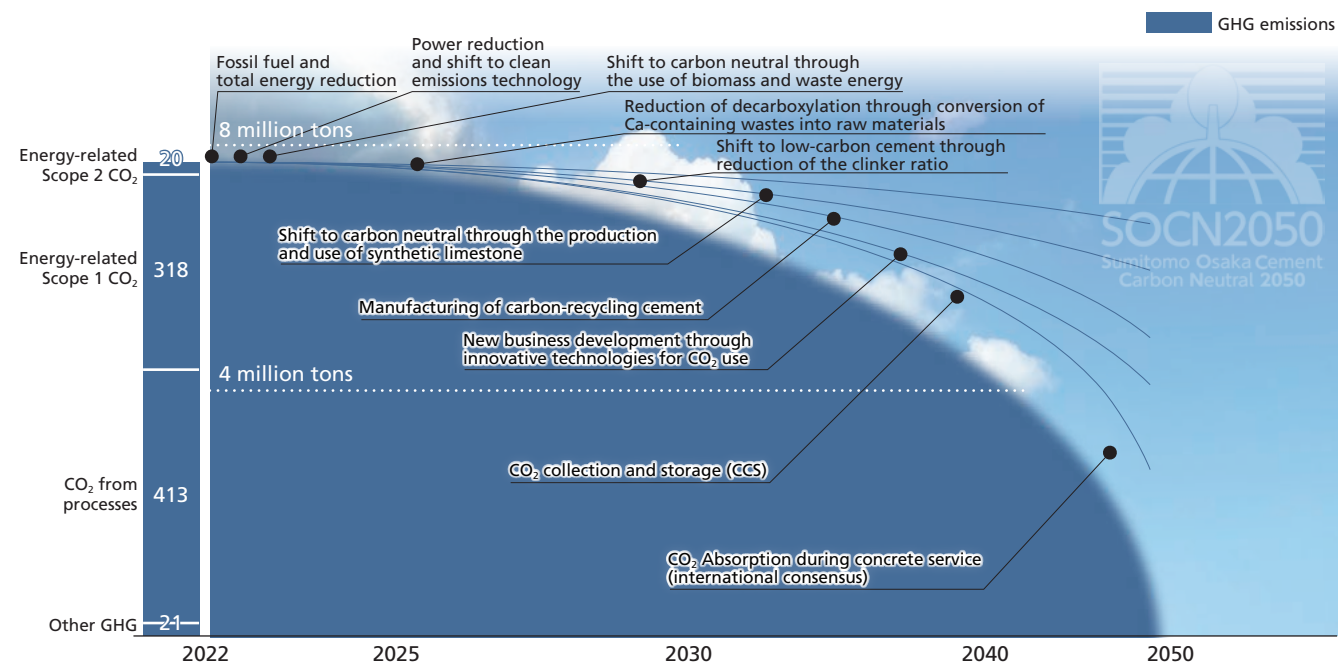 GHG emissions
Fossil fuel and
total energy reduction
Power reduction
and shift to clean
emissions technology
Shift to carbon neutral through
the use of biomass and waste energy
Reduction of decarboxylation through conversion of
Ca-containing wastes into raw materials
8 million tons
Shift to low-carbon cement through
reduction of the clinker ratio
Energy-related
Scope 2 CO₂
20
SOCN2050
Sumitomo Osaka Cement
Carbon Neutral 2050
Shift to carbon neutral through the production
and use of synthetic limestone
Energy-related
Scope 1 CO₂
318
Manufacturing of carbon-recycling cement
New business development through
innovative technologies for CO₂ use
4 million tons
CO₂ collection and storage (CCS)
CO₂ from
processes
413
CO₂ Absorption during concrete service
(international consensus)
Other GHG
21
2022
2025
2030
2040
2050